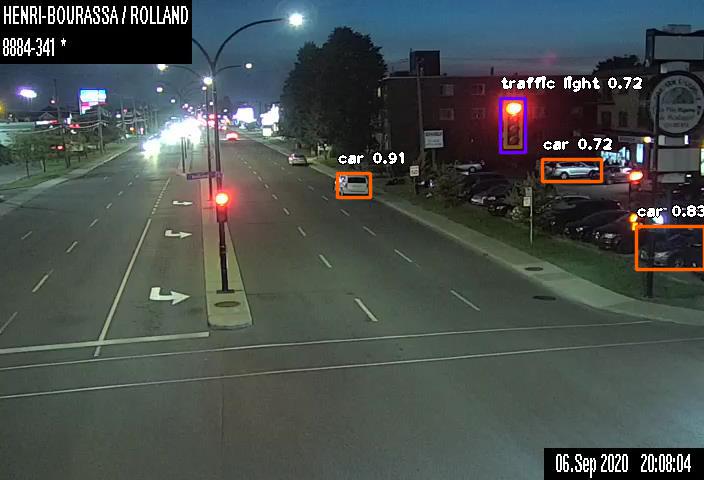 HENRI-BOURASSA / ROLLAND
8884-341 *
traffic light 0.72
car 0.72
car 0.91
car 0.83
06.Sep 2020 20:08:04